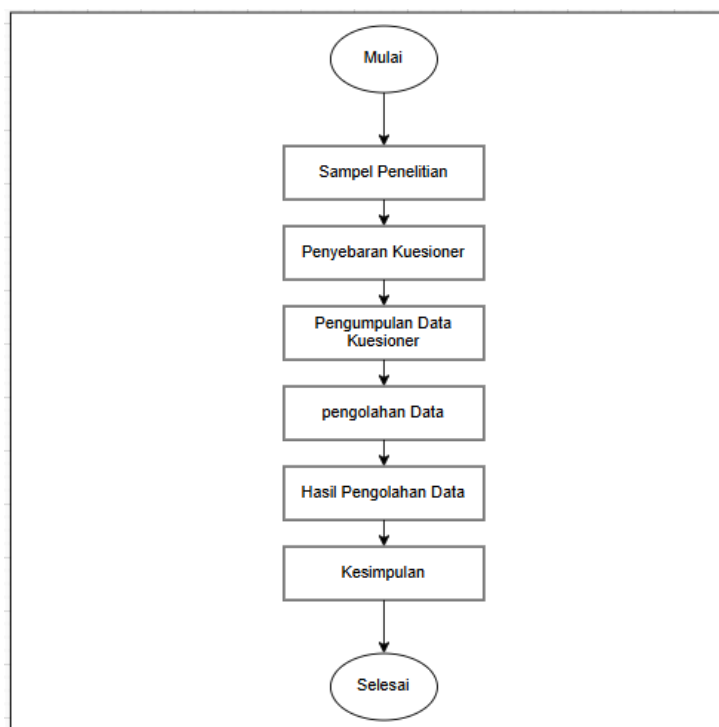 Mulai
Sampel Penelitian
Penyebaran Kuesioner
Pengumpulan Data
Kuesioner
pengolahan Data
Hasil Pengolahan Data
Kesimpulan
Selesai